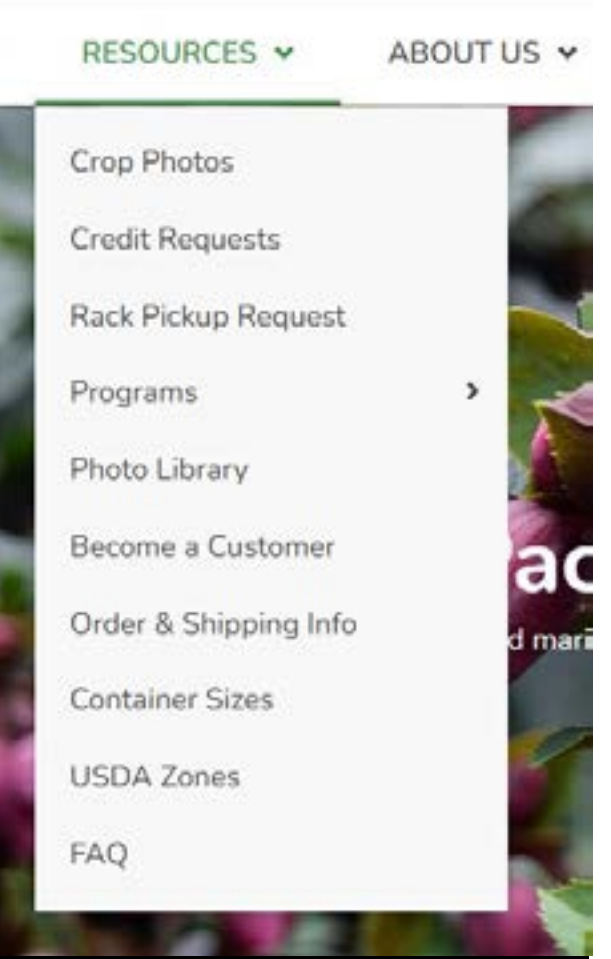 RESOURCES ABOUT US
Crop Photos
Credit Requests
Rack Pickup Request
Programs
Photo Library
Become a Customer
Order & Shipping Info
Container Sizes
USDA Zones
FAQ